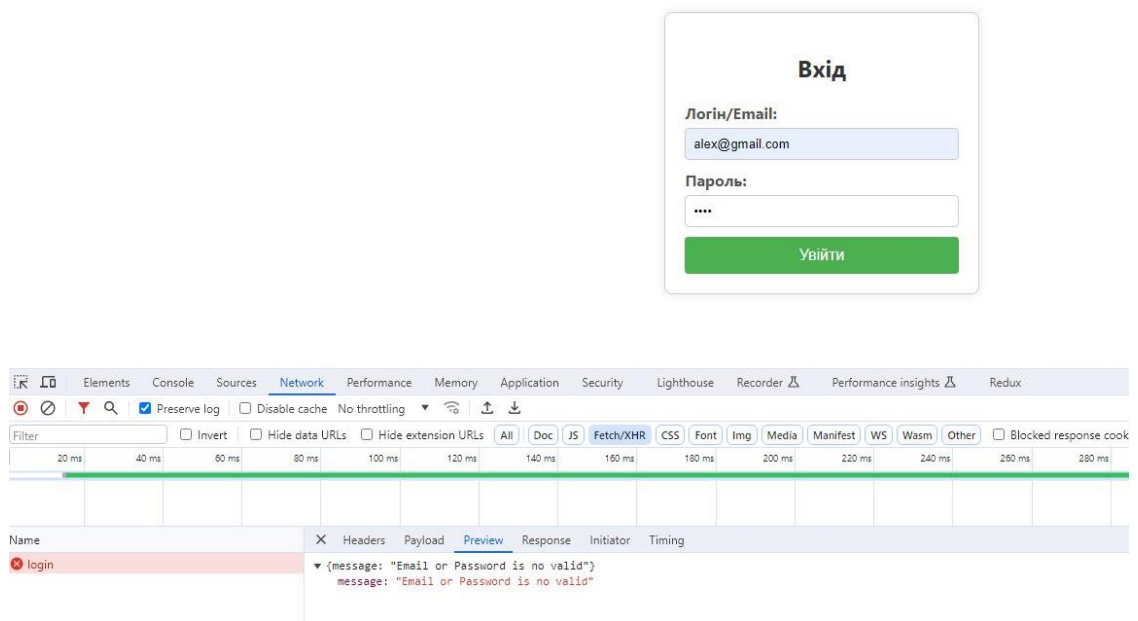 Вхід
Логін/Email:
alex@gmail.com
Пароль:
••••
Увійти
Elements Console Sources Network Performance Memory Application Security Lighthouse Recorder Performance insights Redux
Preserve log Disable cache No throttling
Filter Invert Hide data URLs Hide extension URLs All Doc JS Fetch/XHR CSS Font Img Media Manifest WS Wasm Other Blocked response cook
20 ms 40 ms 60 ms 80 ms 100 ms 120 ms 140 ms 160 ms 180 ms 200 ms 220 ms 240 ms 260 ms 280 ms
Name Headers Payload Preview Response Initiator Timing
login {message: "Email or Password is no valid"}
message: "Email or Password is no valid"